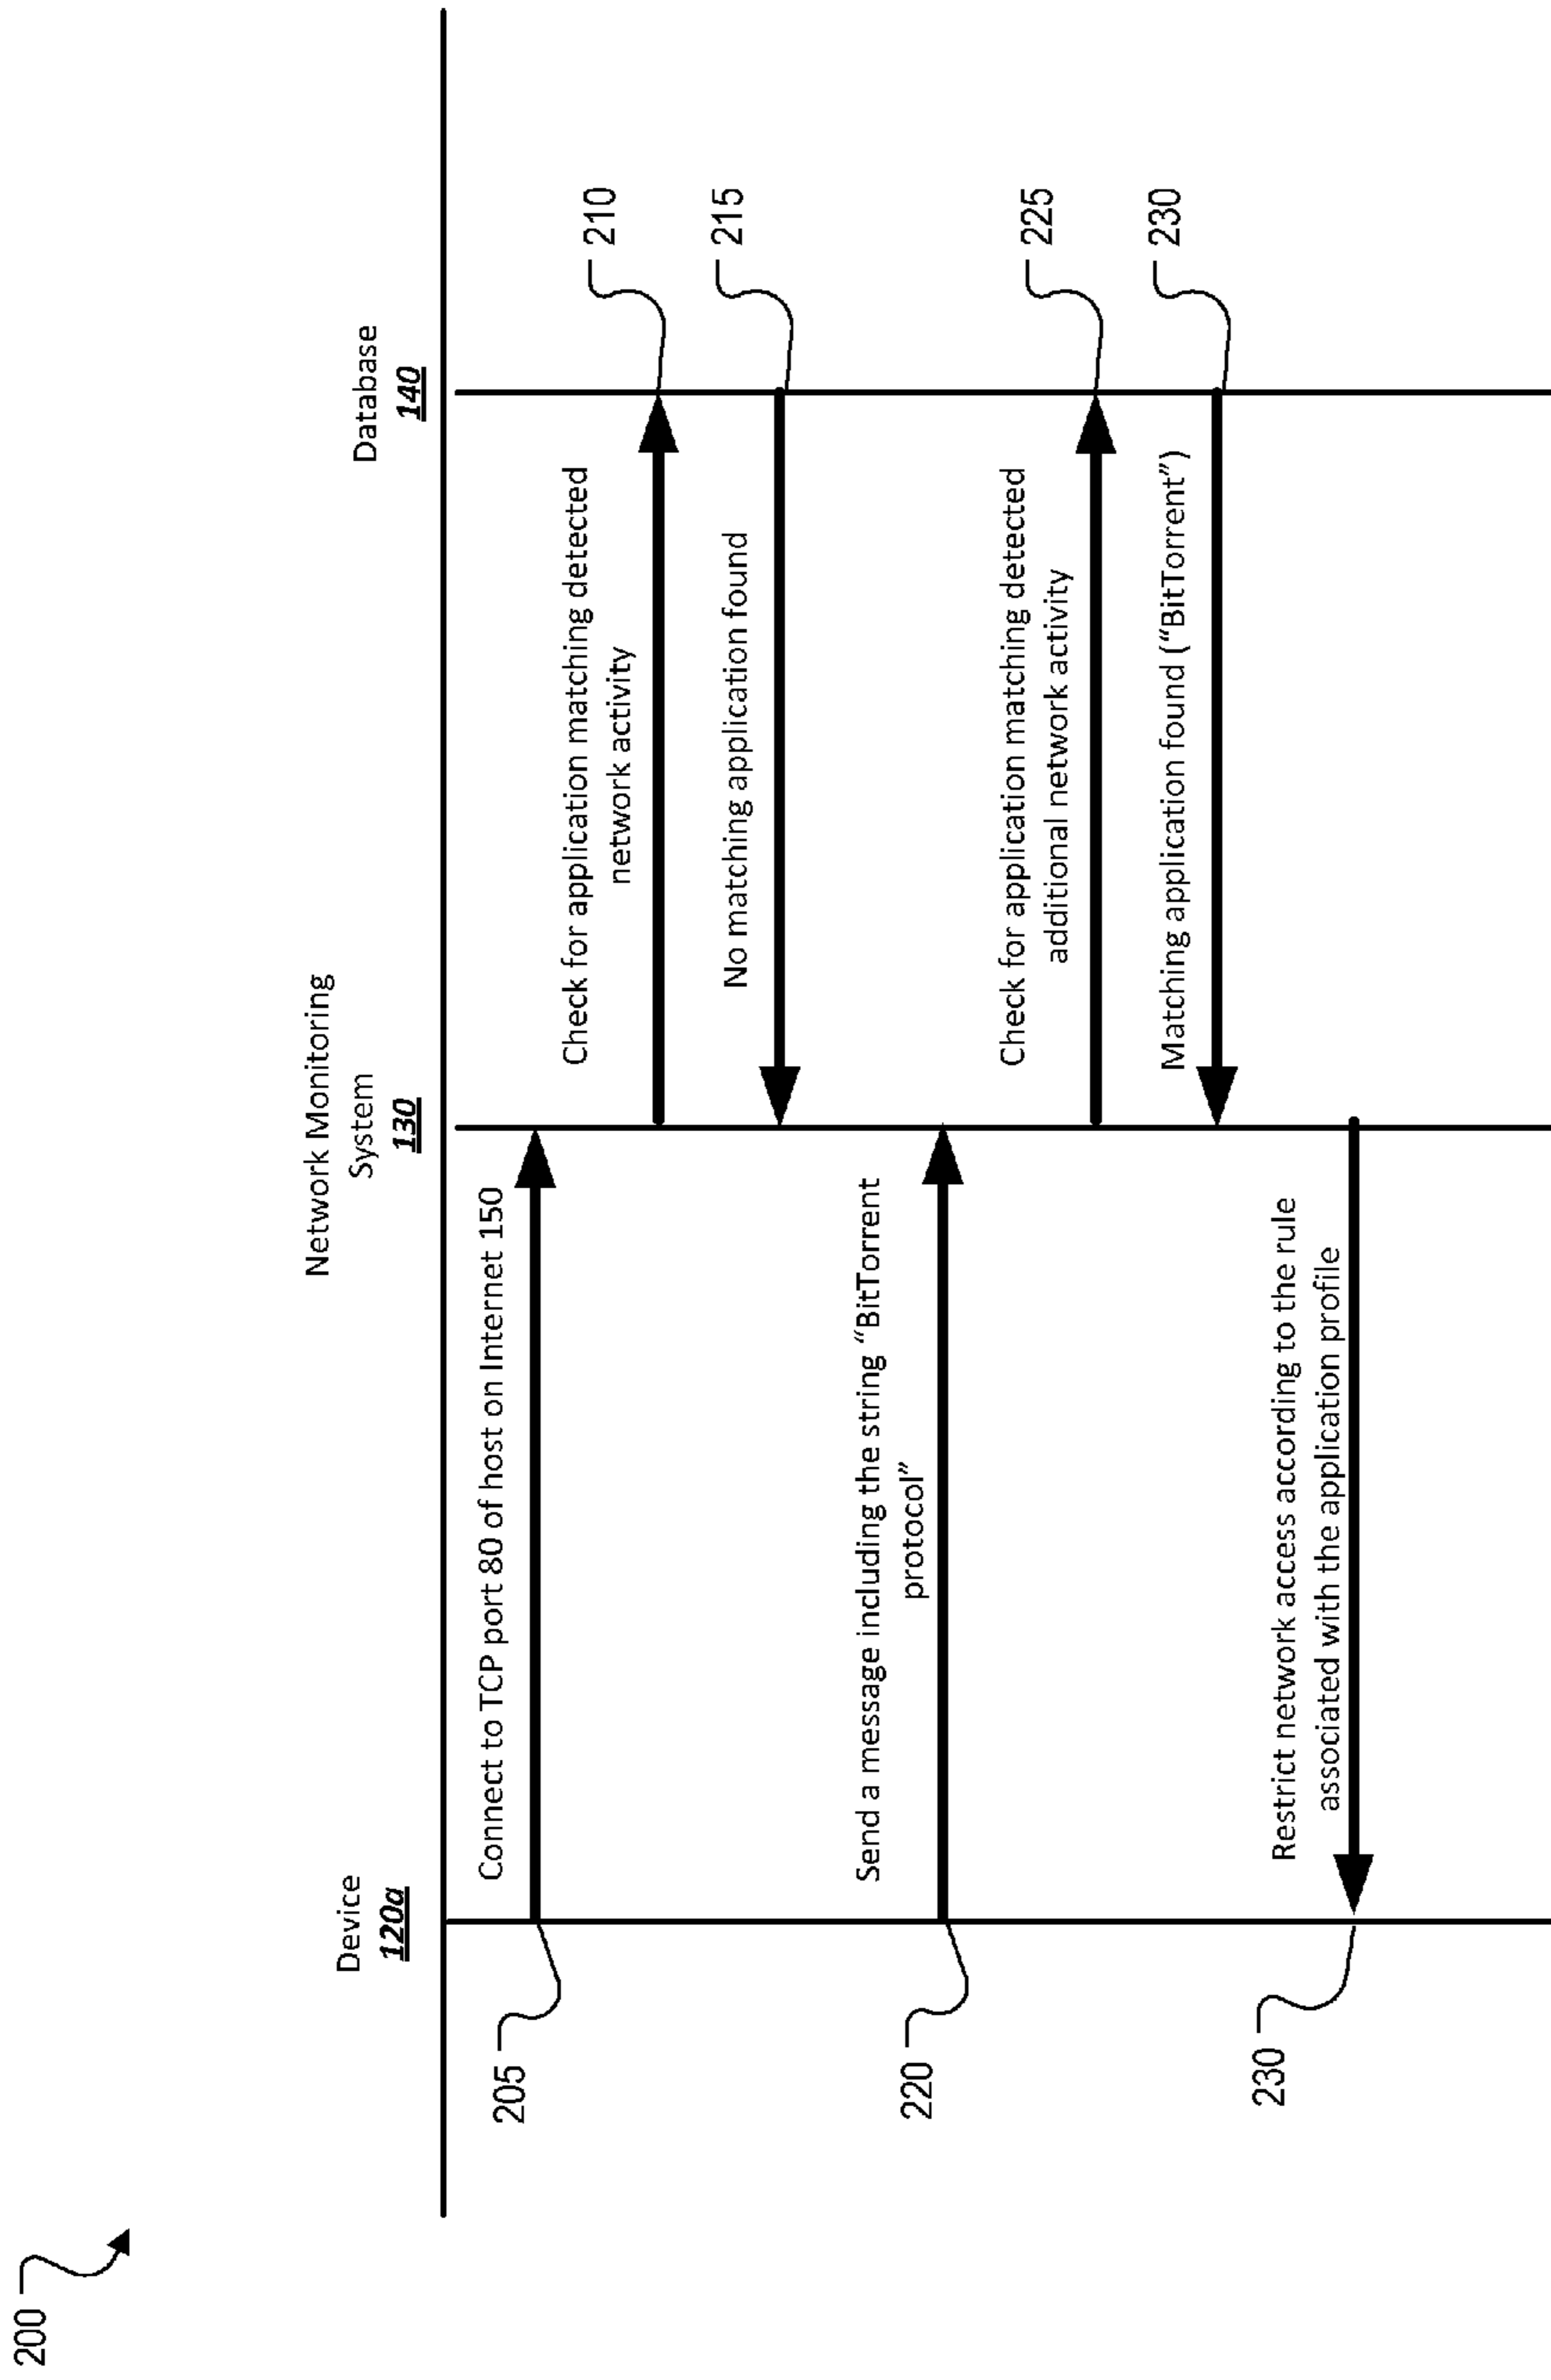 200
Device
120a
Network Monitoring
System
130
Database
140
205
Connect to TCP port 80 of host on Internet 150
Check for application matching detected
network activity
210
No matching application found
215
220
Send a message including the string “BitTorrent
protocol”
Check for application matching detected
additional network activity
225
Matching application found (“BitTorrent”)
230
230
Restrict network access according to the rule
associated with the application profile